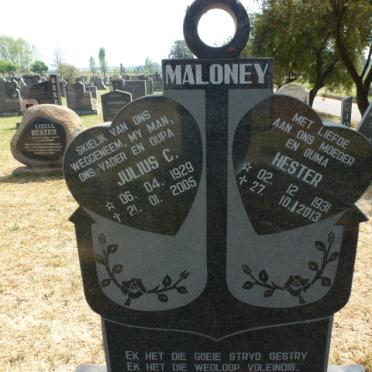 MALONEY
SKIELIK VAN ONS
WEGGENEEM, MY MAN,
ONS VADER EN OUPA
JULIUS C.
☆ 06. 04. 1929
✝ 21. 01. 2005
MET LIEFDE
AAN ONS MOEDER
EN OUMA
HESTER
☆ 02. 12. 1931
✝ 27. 10. 2013
EK HET DIE GOEIE STRYD GESTRY
EK HET DIE WEDLOOP VOLEINDIG.
LIZELL
BESTER